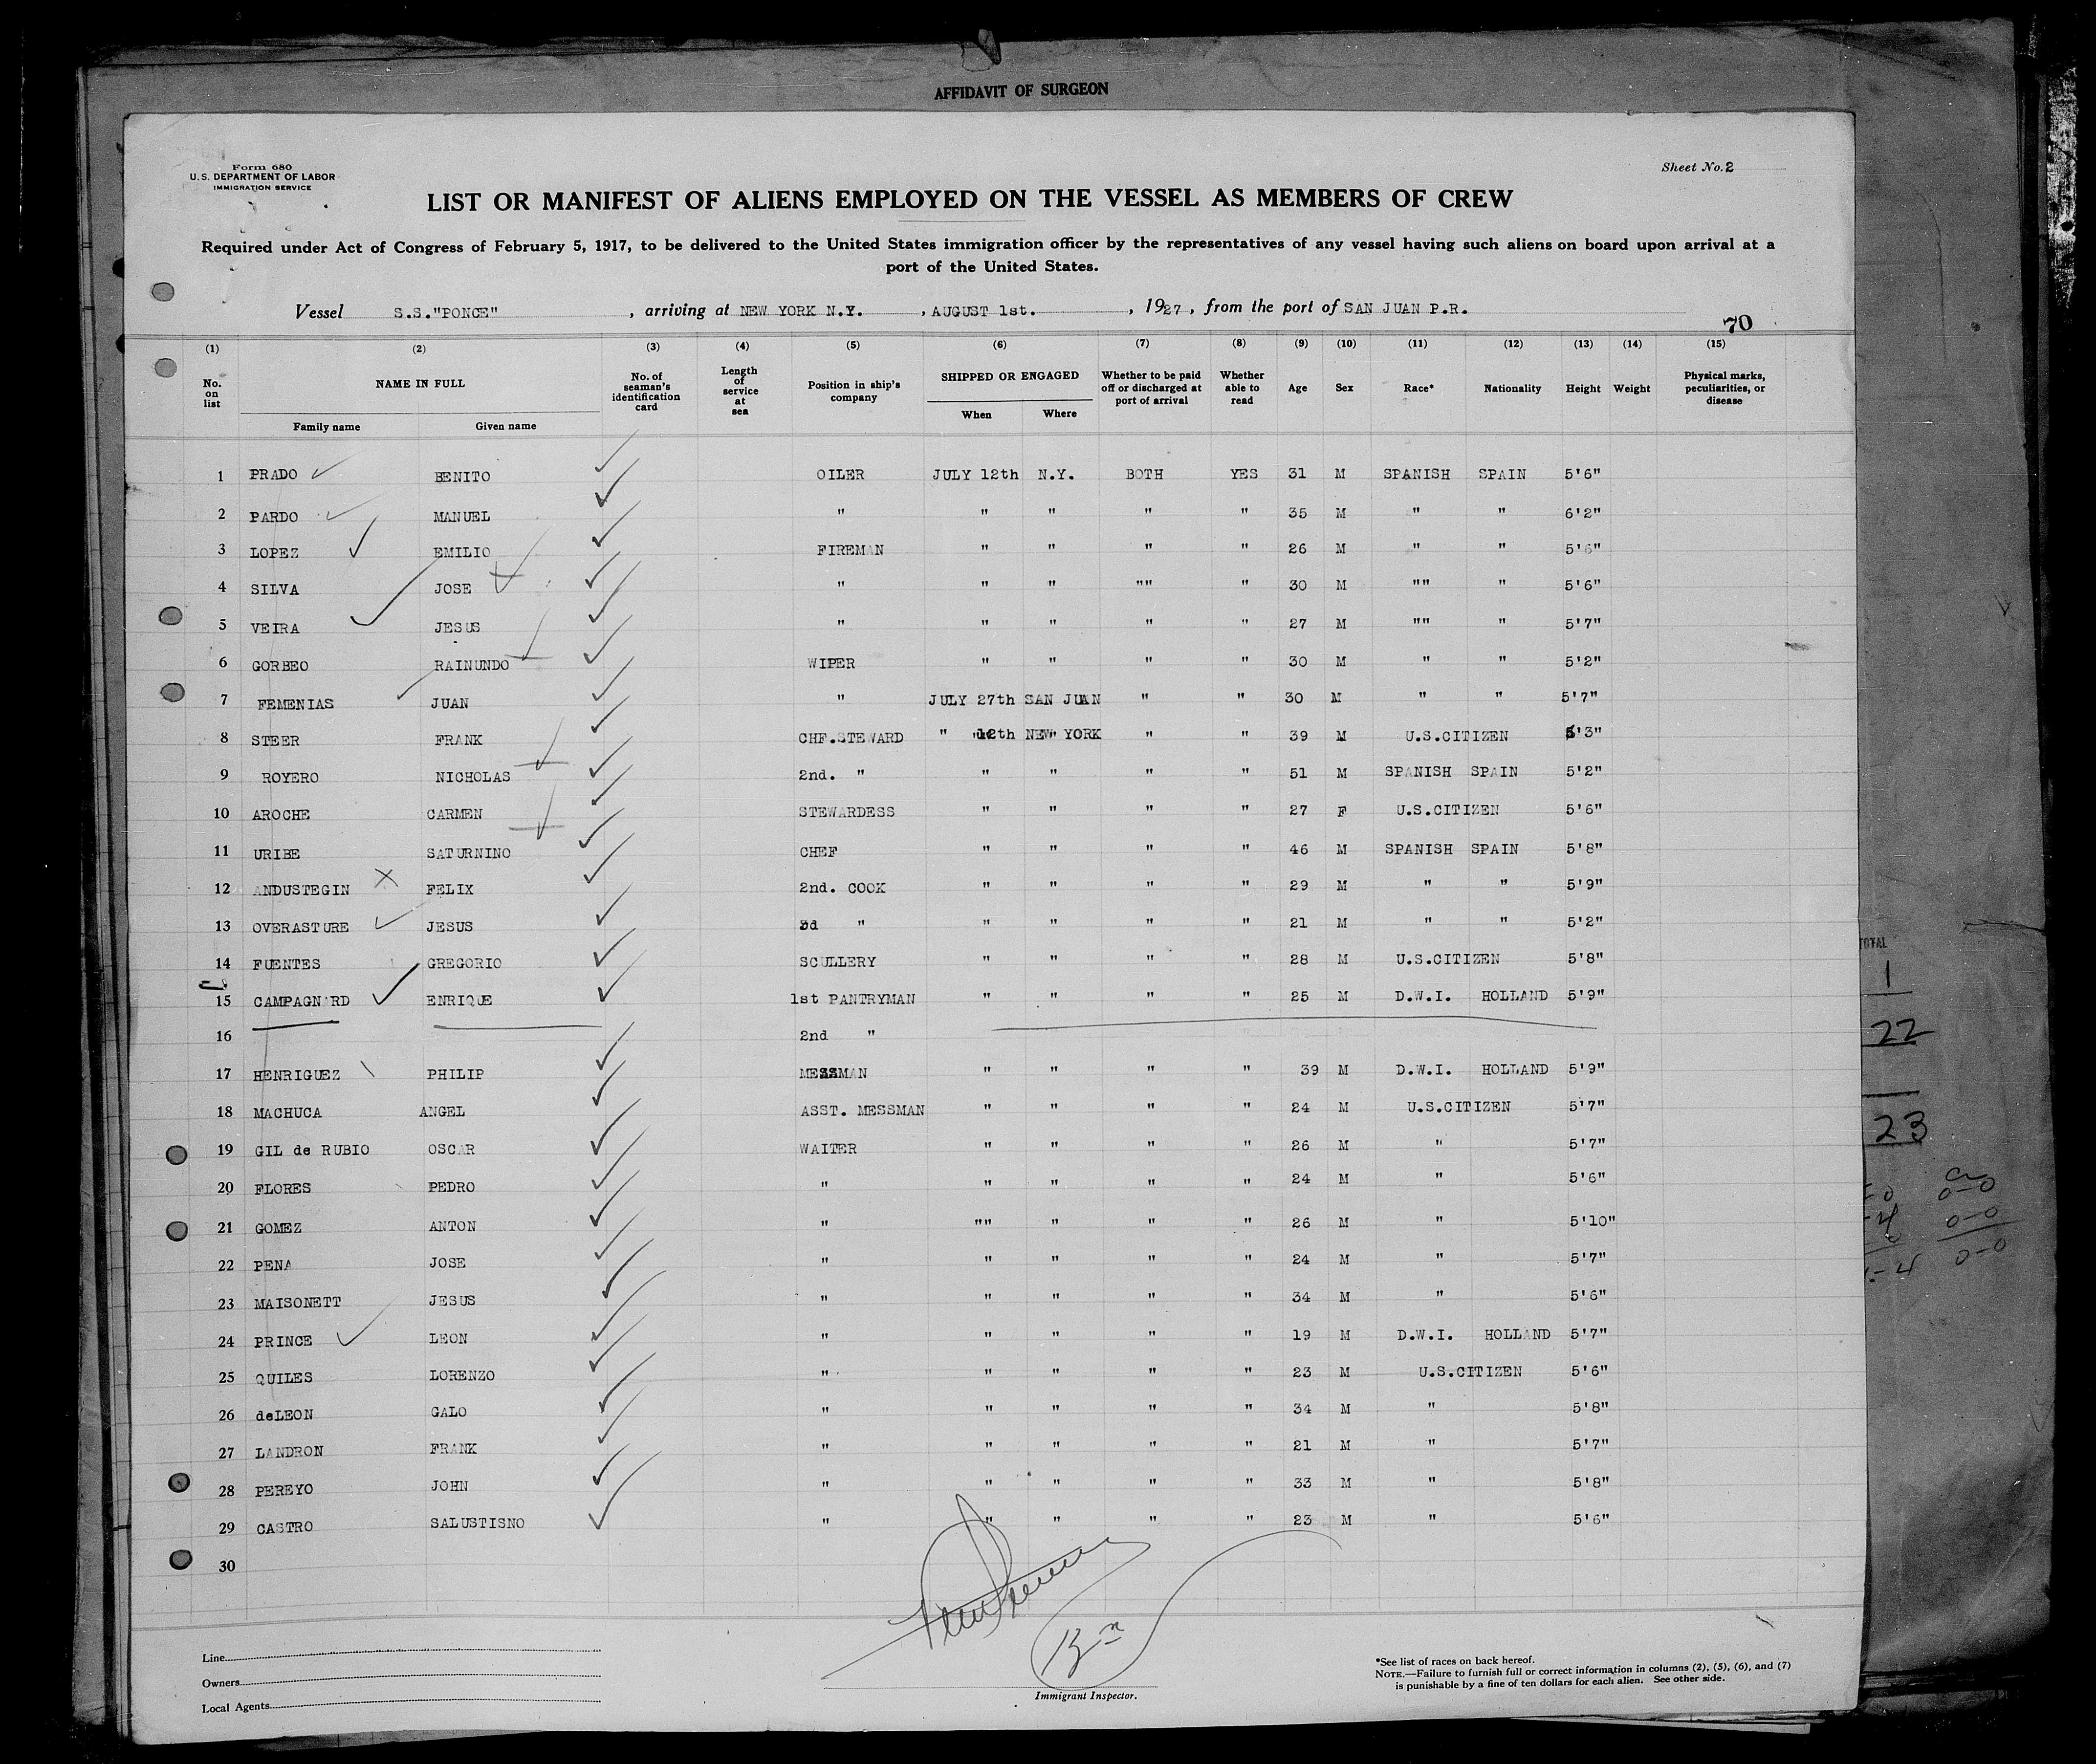 AFFIDAVIT OF SURGEON
Form 680
U.S. DEPARTMENT OF LABOR
IMMIGRATION SERVICE
Sheet No. 2
LIST OR MANIFEST OF ALIENS EMPLOYED ON THE VESSEL AS MEMBERS OF CREW
Required under Act of Congress of February 5, 1917, to be delivered to the United States immigration officer by the representatives of any vessel having such aliens on board upon arrival at a
port of the United States.
Vessel S.S."PONCE", arriving at NEW YORK N.Y., AUGUST 1st., 1927, from the port of SAN JUAN P.R.
70
(1) (2) (3) (4) (5) (6) (7) (8) (9) (10) (11) (12) (13) (14) (15)
No. on list NAME IN FULL No. of seaman's identification card Length of service at sea Position in ship's company SHIPPED OR ENGAGED Whether to be paid off or discharged at port of arrival Whether able to read Age Sex Race* Nationality Height Weight Physical marks, peculiarities, or disease
Family name Given name When Where
1 PRADO BENITO OILER JULY 12th N.Y. BOTH YES 31 M SPANISH SPAIN 5'6"
2 PARDO MANUEL " " " " " 35 M " " 6'2"
3 LOPEZ EMILIO FIREMAN " " " " 26 M " " 5'6"
4 SILVA JOSE " " " "" " 30 M "" " 5'6"
5 VEIRA JESUS " " " " " 27 M "" " 5'7"
6 GORBEO RAINUNDO WIPER " " " " 30 M " " 5'2"
7 FEMENIAS JUAN " JULY 27th SAN JUAN " " 30 M " " 5'7"
8 STEER FRANK CHF.STEWARD " 12th NEW YORK " " 39 M U.S.CITIZEN 5'3"
9 ROYERO NICHOLAS 2nd. " " " " " 51 M SPANISH SPAIN 5'2"
10 AROCHE CARMEN STEWARDESS " " " " 27 F U.S.CITIZEN 5'6"
11 URIBE SATURNINO CHEF " " " " 46 M SPANISH SPAIN 5'8"
12 ANDUSTEGIN FELIX 2nd. COOK " " " " 29 M " " 5'9"
13 OVERASTURE JESUS 3d " " " " " 21 M " " 5'2"
14 FUENTES GREGORIO SCULLERY " " " " 28 M U.S.CITIZEN 5'8"
15 CAMPAGNARD ENRIQUE 1st PANTRYMAN " " " " 25 M D.W.I. HOLLAND 5'9"
16 2nd "
17 HENRIGUEZ PHILIP MESSMAN " " " " 39 M D.W.I. HOLLAND 5'9"
18 MACHUCA ANGEL ASST. MESSMAN " " " " 24 M U.S.CITIZEN 5'7"
19 GIL de RUBIO OSCAR WAITER " " " " 26 M " 5'7"
20 FLORES PEDRO " " " " " 24 M " 5'6"
21 GOMEZ ANTON " "" " " " 26 M " 5'10"
22 PENA JOSE " " " " " 24 M " 5'7"
23 MAISONETT JESUS " " " " " 34 M " 5'6"
24 PRINCE LEON " " " " " 19 M D.W.I. HOLLAND 5'7"
25 QUILES LORENZO " " " " " 23 M U.S.CITIZEN 5'6"
26 deLEON GALO " " " " " 34 M " 5'8"
27 LANDRON FRANK " " " " " 21 M " 5'7"
28 PEREYO JOHN " " " " " 33 M " 5'8"
29 CASTRO SALUSTISNO " " " " " 23 M " 5'6"
30
TOTAL
1
22
23
0-0
0-0
0-0
Line
Owners
Local Agents
Immigrant Inspector.
*See list of races on back hereof.
NOTE.—Failure to furnish full or correct information in columns (2), (5), (6), and (7)
is punishable by a fine of ten dollars for each alien. See other side.